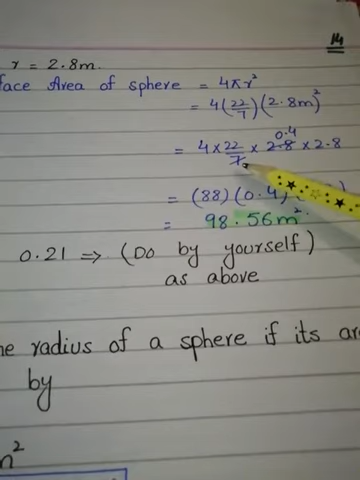 14
r = 2.8m.
face Area of sphere = 4πr²
= 4(22/7)(2.8m)²
0.4
= 4 × 22/7 × 2.8 × 2.8
= (88)(0.4)
= 98.56m²
0.21 ⇒ (Do by yourself)
as above
he radius of a sphere if its ar
by
m²